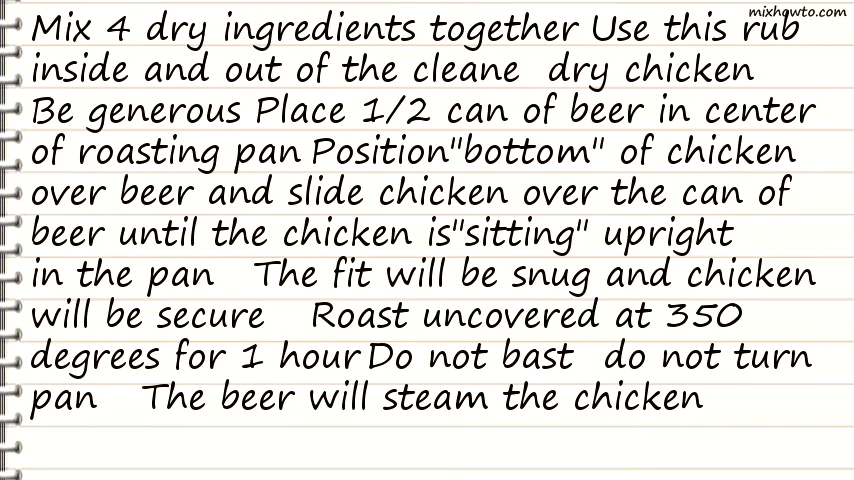 mixhowto.com
Mix 4 dry ingredients together Use this rub
inside and out of the cleane dry chicken
Be generous Place 1/2 can of beer in center
of roasting pan Position"bottom" of chicken
over beer and slide chicken over the can of
beer until the chicken is"sitting" upright
in the pan The fit will be snug and chicken
will be secure Roast uncovered at 350
degrees for 1 hour Do not bast do not turn
pan The beer will steam the chicken